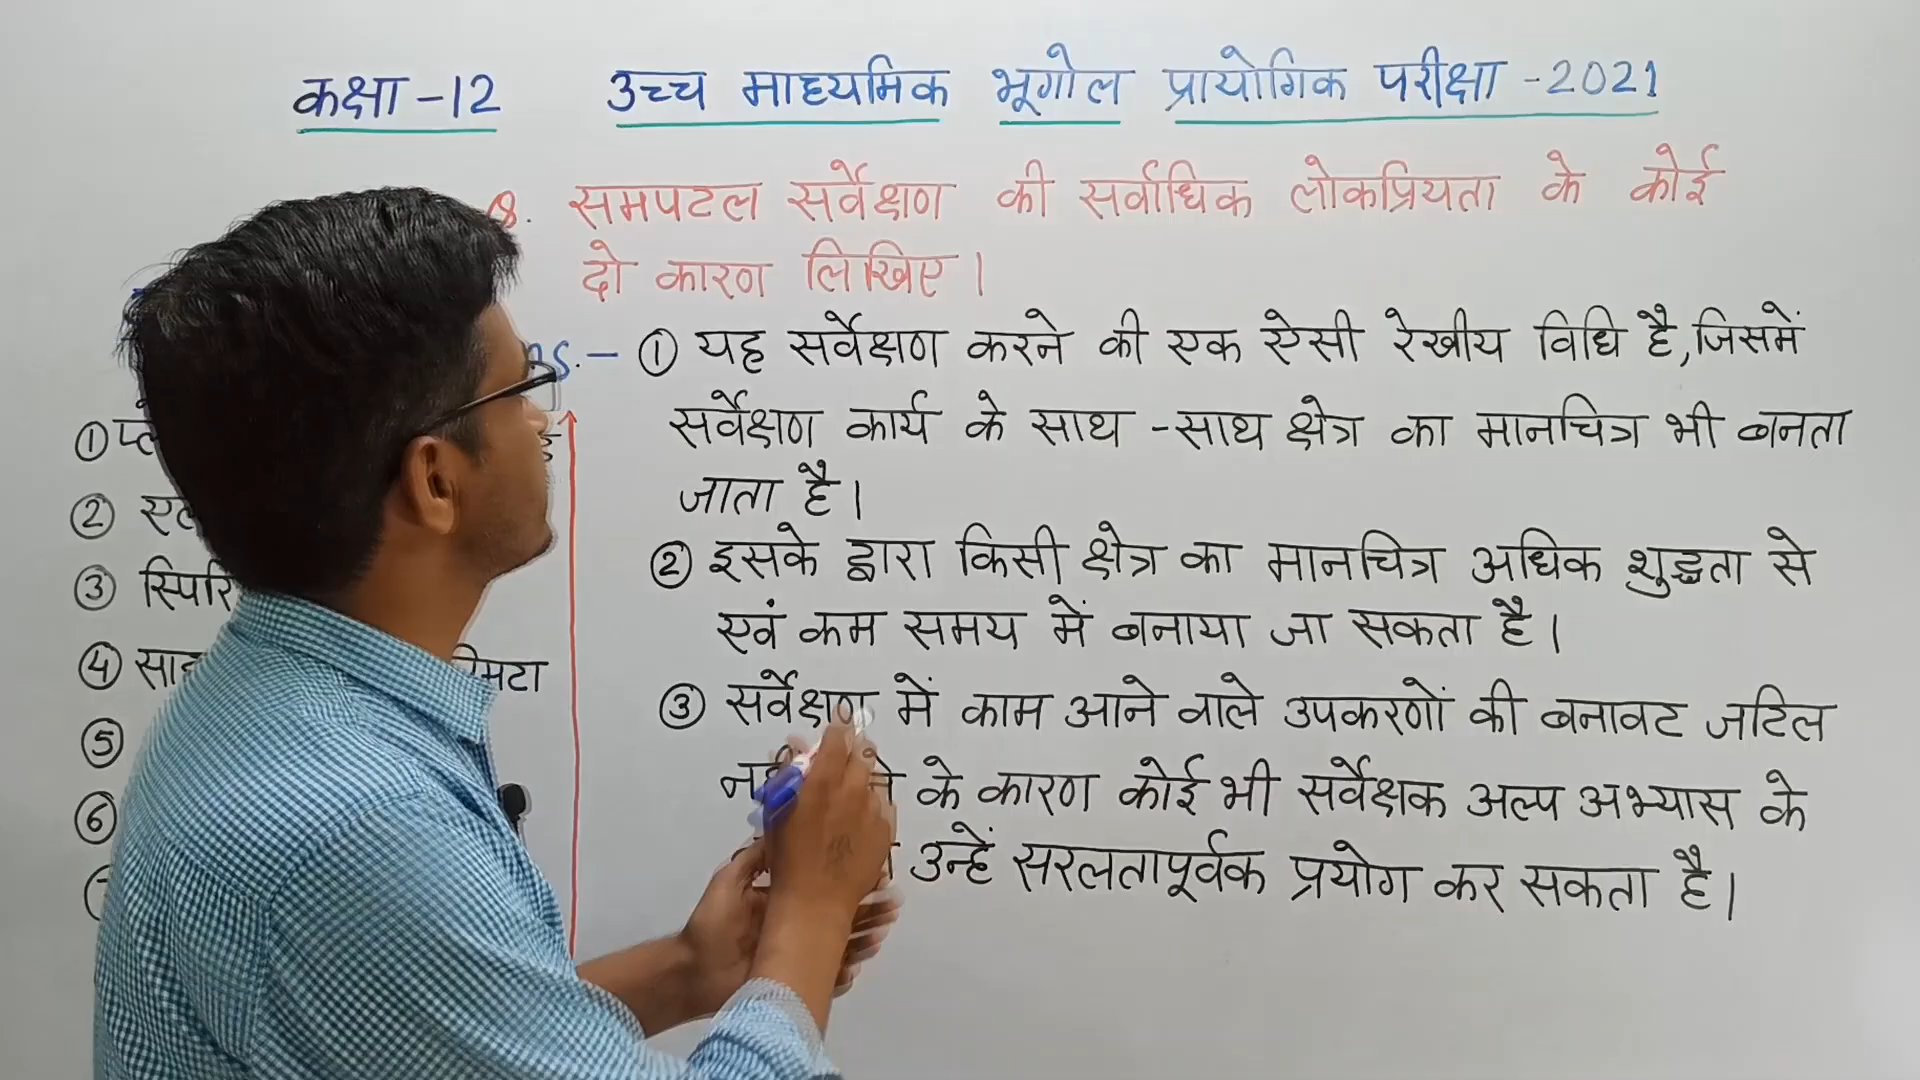 कक्षा -12 उच्च माध्यमिक भूगोल प्रायोगिक परीक्षा -2021
Q. समपटल सर्वेक्षण की सर्वाधिक लोकप्रियता के कोई
दो कारण लिखिए।
① यह सर्वेक्षण करने की एक ऐसी रेखीय विधि है, जिसमें
सर्वेक्षण कार्य के साथ -साथ क्षेत्र का मानचित्र भी बनता
जाता है।
② इसके द्वारा किसी क्षेत्र का मानचित्र अधिक शुद्धता से
एवं कम समय में बनाया जा सकता है।
③ सर्वेक्षण में काम आने वाले उपकरणों की बनावट जटिल
के कारण कोई भी सर्वेक्षक अल्प अभ्यास के
उन्हें सरलतापूर्वक प्रयोग कर सकता है।
①
②
③
④
⑤
⑥